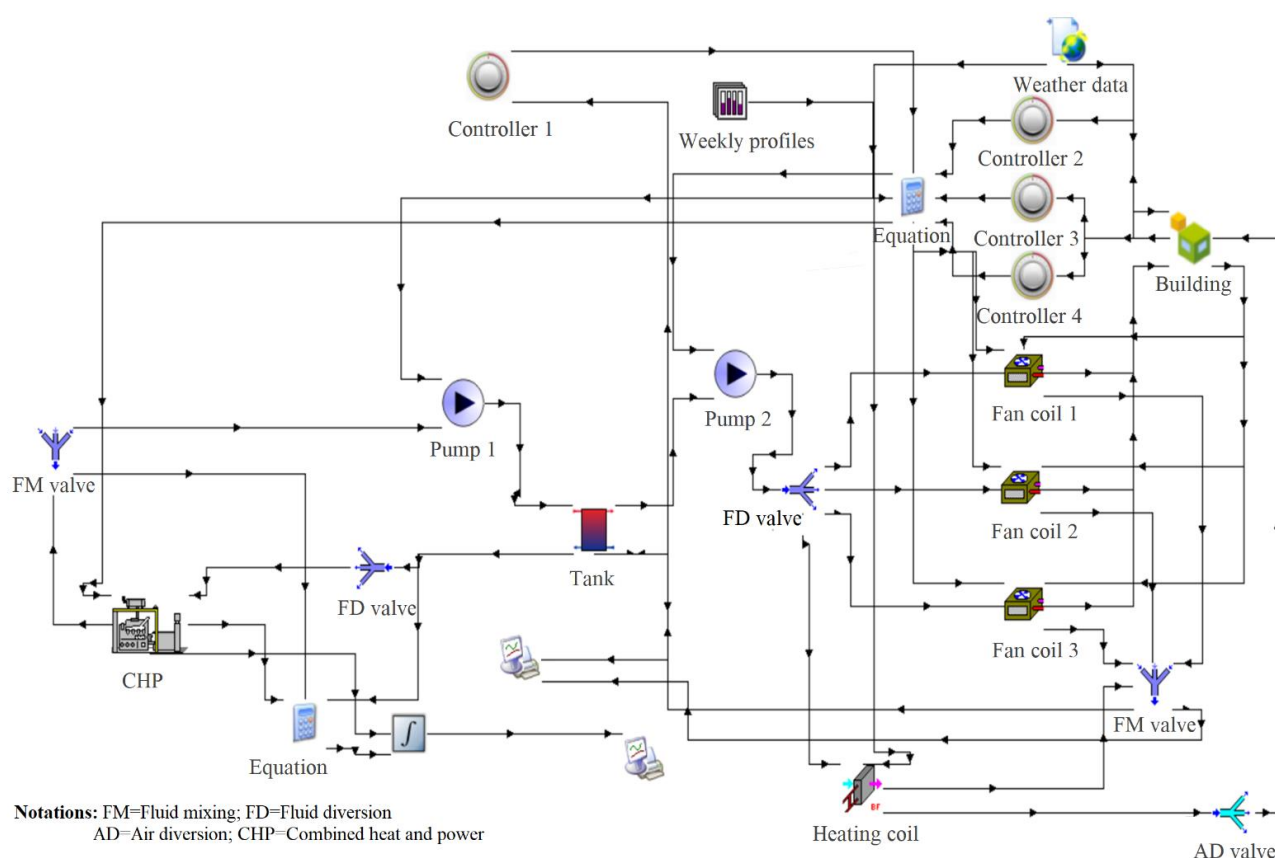 Weather data
Controller 1
Weekly profiles
Controller 2
Equation
Controller 3
Building
Controller 4
Pump 2
Fan coil 1
Pump 1
FM valve
FD valve
Fan coil 2
Tank
FD valve
Fan coil 3
CHP
FM valve
Equation
∫
Notations: FM=Fluid mixing; FD=Fluid diversion
AD=Air diversion; CHP=Combined heat and power
BF
Heating coil
AD valve